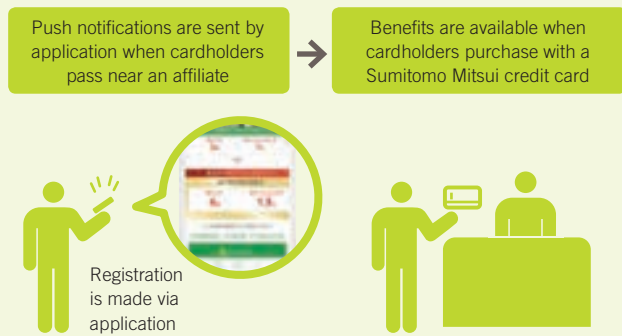 Push notifications are sent by
application when cardholders
pass near an affiliate
Benefits are available when
cardholders purchase with a
Sumitomo Mitsui credit card
Registration
is made via
application